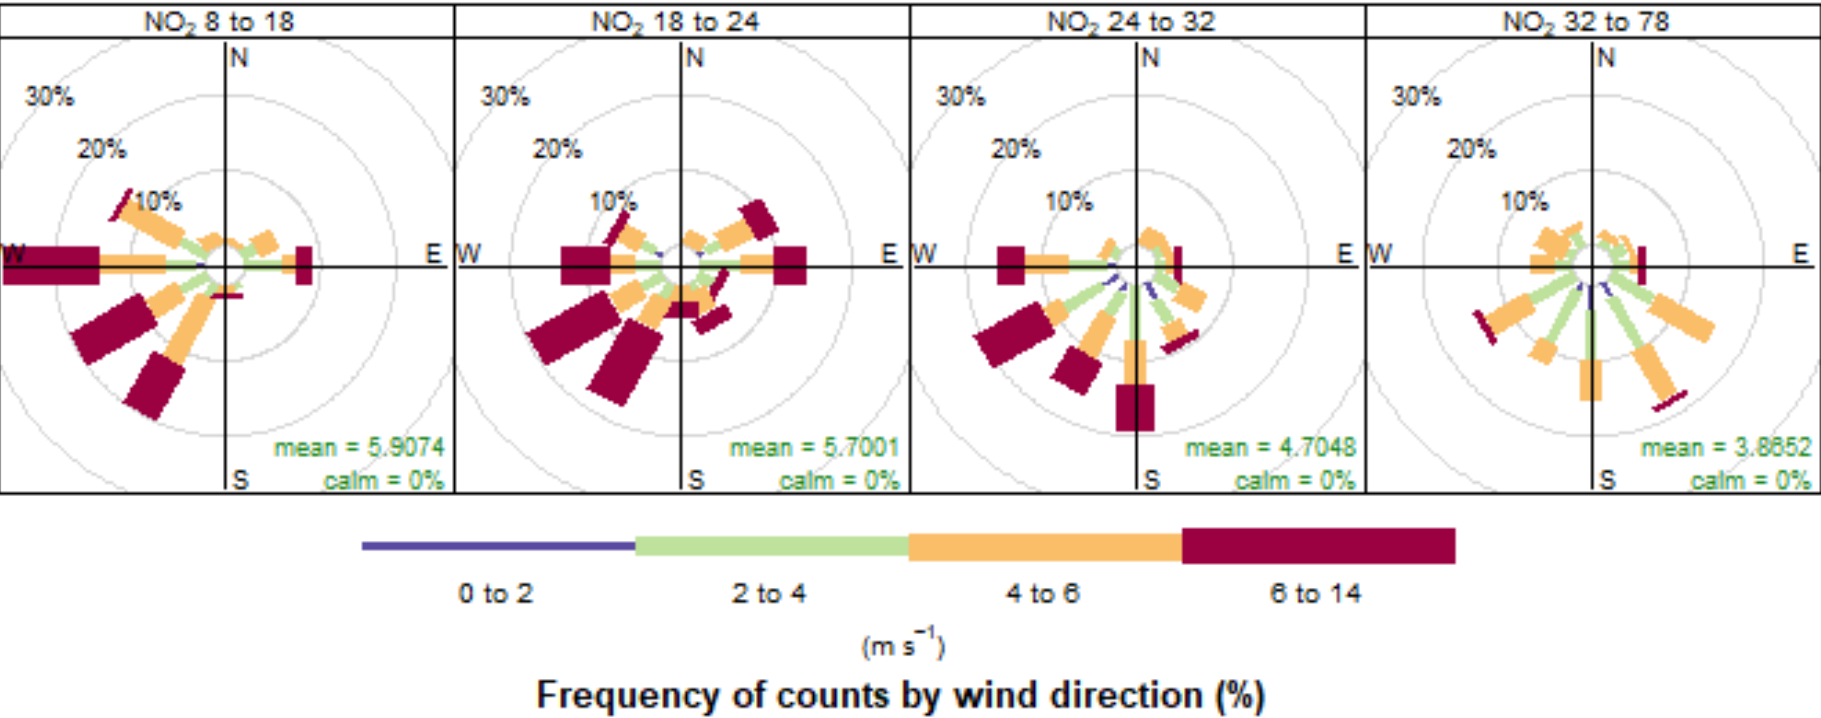 NO₂ 8 to 18
NO₂ 18 to 24
NO₂ 24 to 32
NO₂ 32 to 78
N
30%
20%
10%
W
E
mean = 5.9074
S
calm = 0%
N
30%
20%
10%
W
E
mean = 5.7001
S
calm = 0%
N
30%
20%
10%
W
E
mean = 4.7048
S
calm = 0%
N
30%
20%
10%
W
E
mean = 3.8652
S
calm = 0%
0 to 2
2 to 4
4 to 6
6 to 14
(m s⁻¹)
Frequency of counts by wind direction (%)